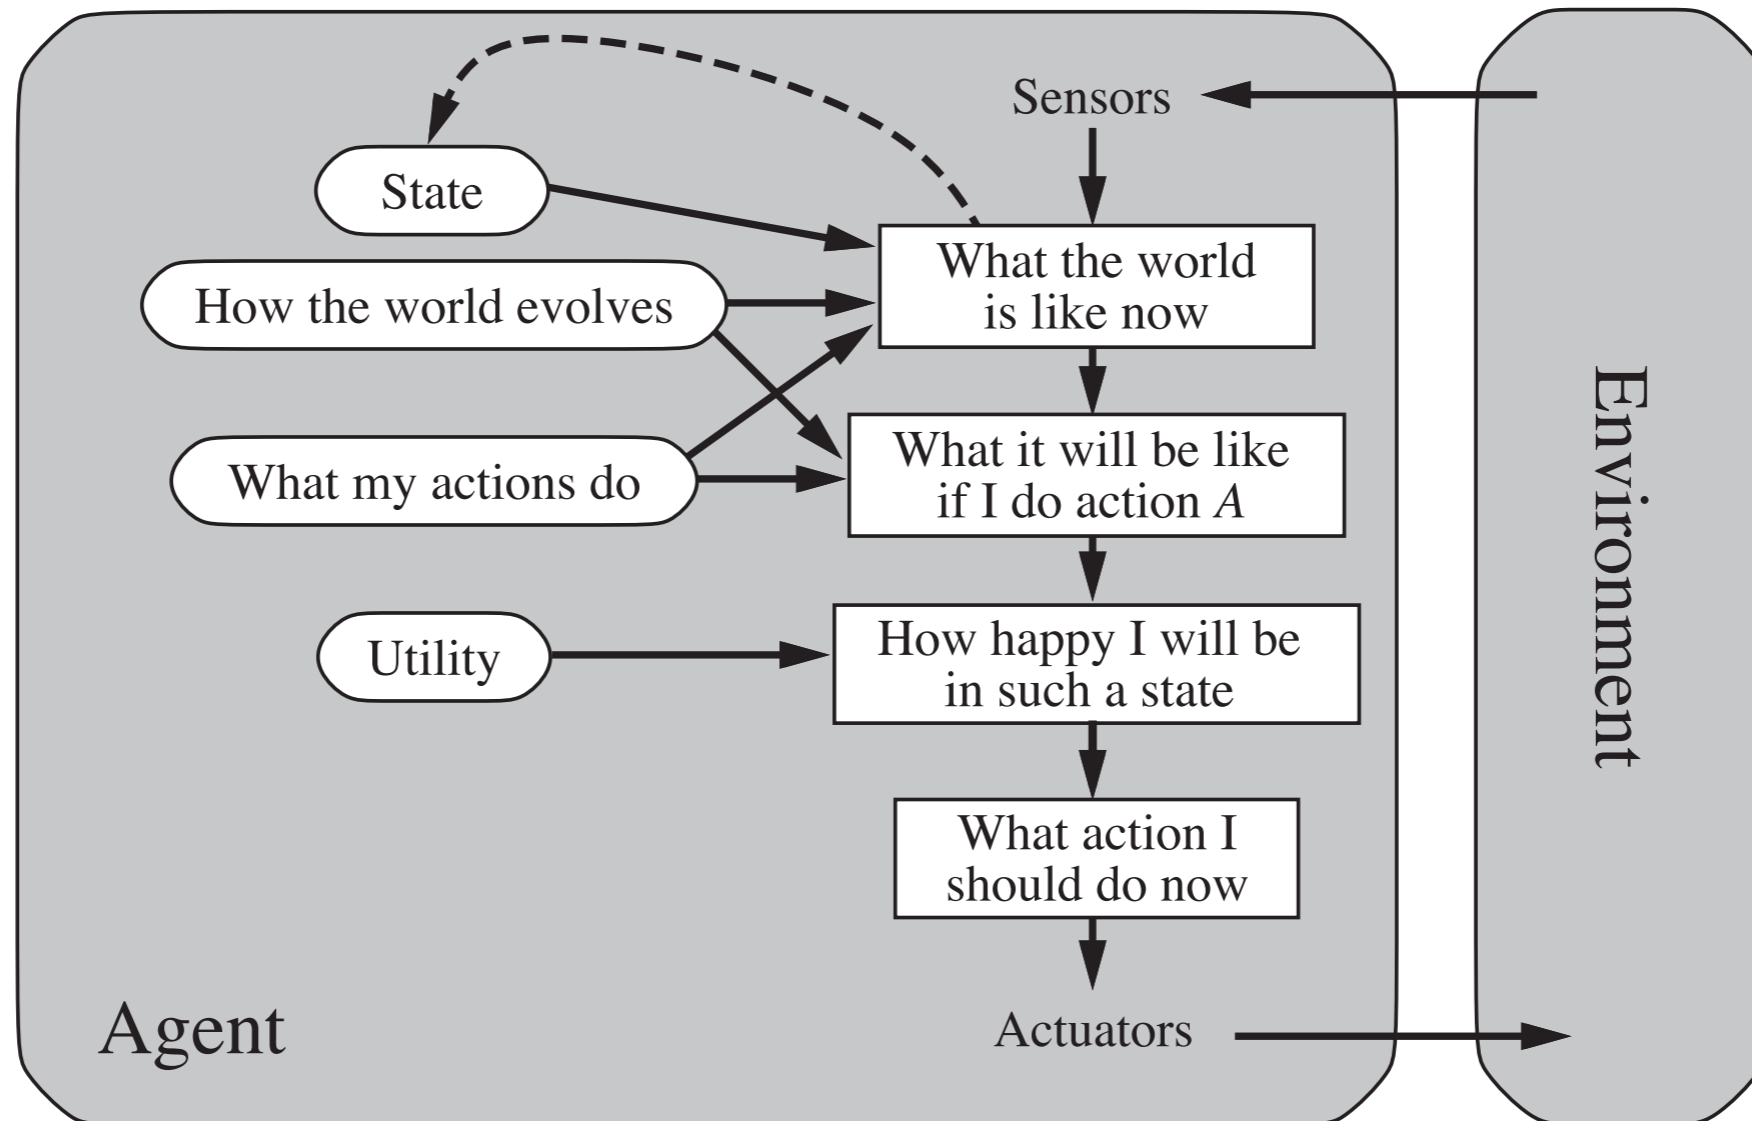 Sensors
State
What the world
is like now
How the world evolves
What it will be like
if I do action A
What my actions do
How happy I will be
in such a state
Utility
What action I
should do now
Agent
Actuators
Environment